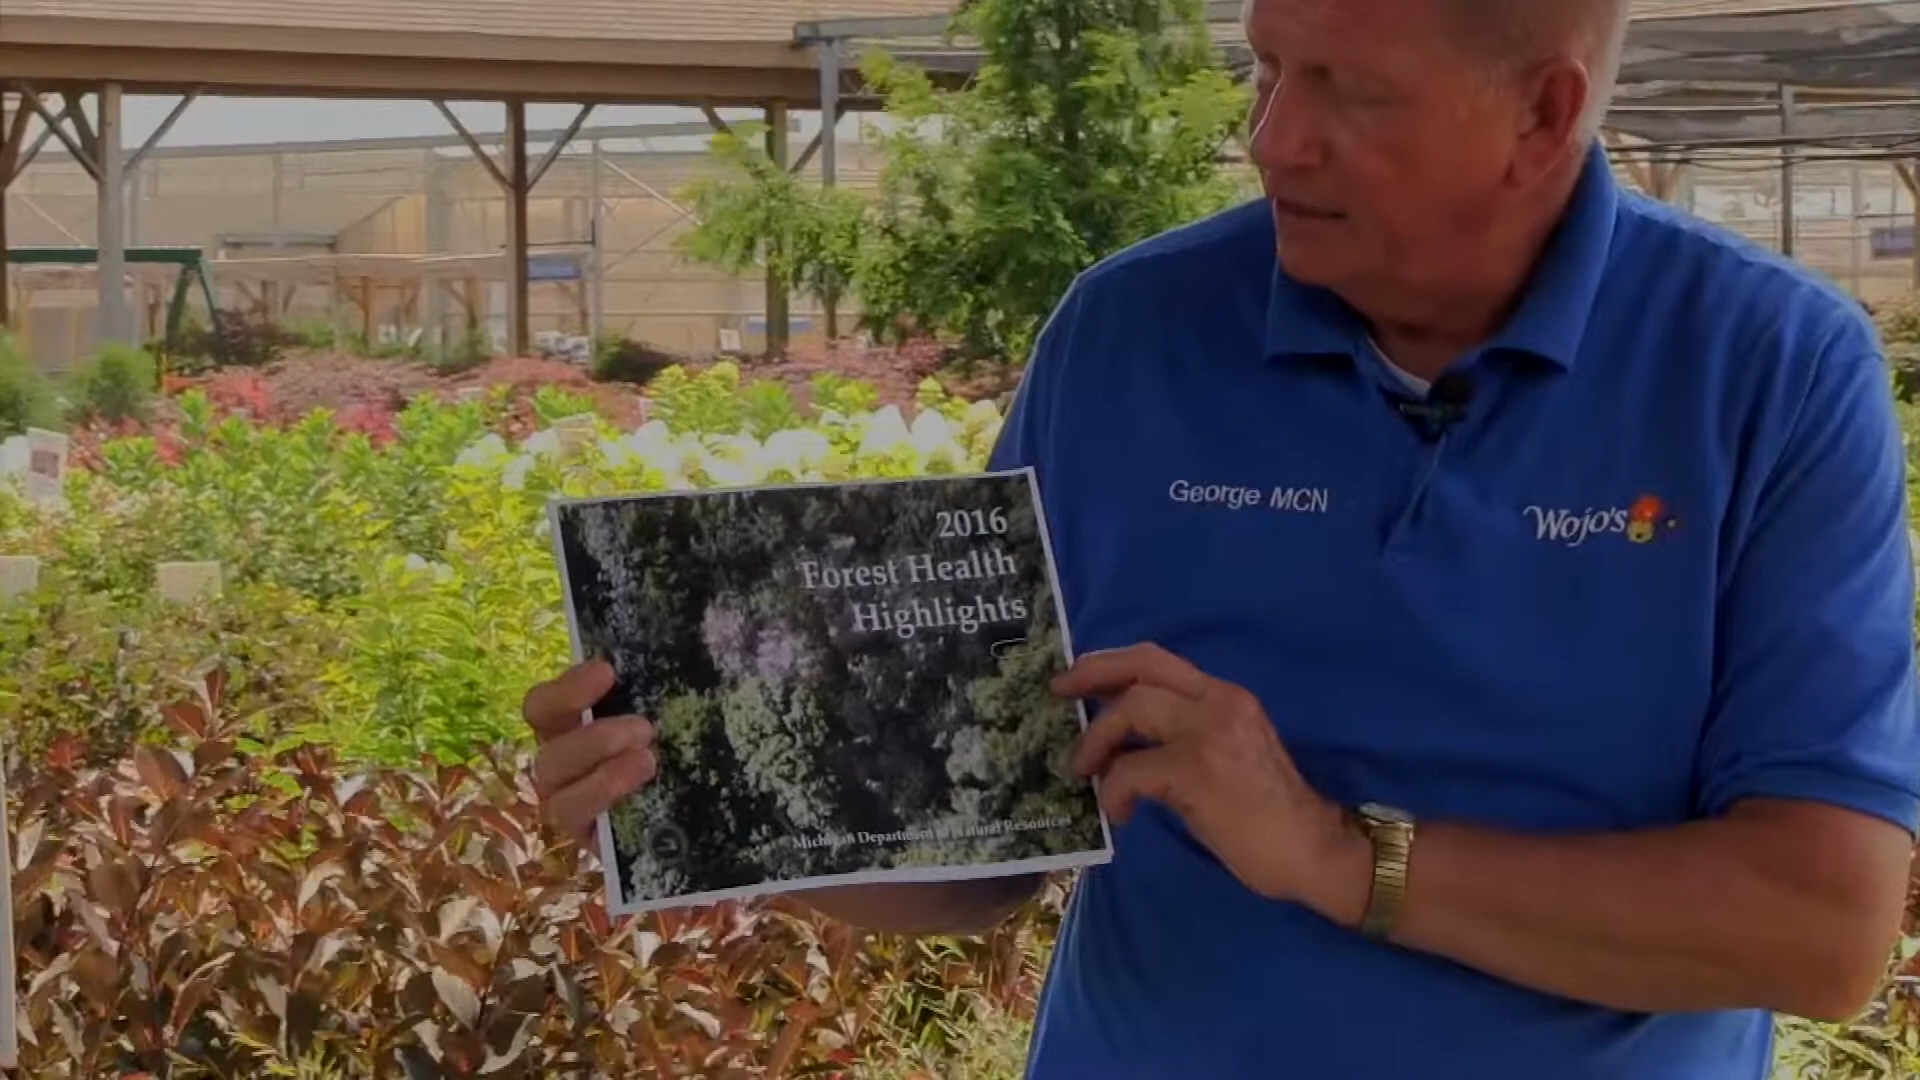 2016
Forest Health
Highlights
Michigan Department of Natural Resources
George MCN
Wojo's